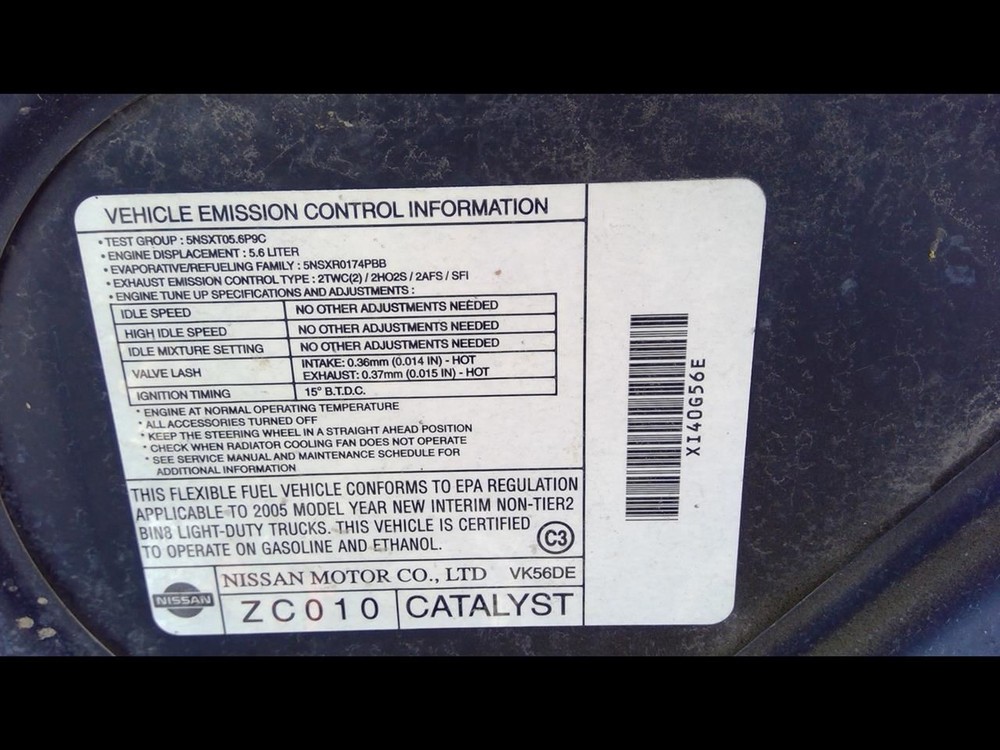 VEHICLE EMISSION CONTROL INFORMATION
• TEST GROUP : 5NSXT05.6P9C
• ENGINE DISPLACEMENT : 5.6 LITER
• EVAPORATIVE/REFUELING FAMILY : 5NSXR0174PBB
• EXHAUST EMISSION CONTROL TYPE : 2TWC(2) / 2HO2S / 2AFS / SFI
• ENGINE TUNE UP SPECIFICATIONS AND ADJUSTMENTS :
IDLE SPEED NO OTHER ADJUSTMENTS NEEDED
HIGH IDLE SPEED NO OTHER ADJUSTMENTS NEEDED
IDLE MIXTURE SETTING NO OTHER ADJUSTMENTS NEEDED
VALVE LASH INTAKE: 0.36mm (0.014 IN) - HOT
EXHAUST: 0.37mm (0.015 IN) - HOT
IGNITION TIMING 15° B.T.D.C.
* ENGINE AT NORMAL OPERATING TEMPERATURE
* ALL ACCESSORIES TURNED OFF
* KEEP THE STEERING WHEEL IN A STRAIGHT AHEAD POSITION
* CHECK WHEN RADIATOR COOLING FAN DOES NOT OPERATE
* SEE SERVICE MANUAL AND MAINTENANCE SCHEDULE FOR
ADDITIONAL INFORMATION
THIS FLEXIBLE FUEL VEHICLE CONFORMS TO EPA REGULATION
APPLICABLE TO 2005 MODEL YEAR NEW INTERIM NON-TIER2
BIN8 LIGHT-DUTY TRUCKS. THIS VEHICLE IS CERTIFIED
TO OPERATE ON GASOLINE AND ETHANOL.
C3
NISSAN
NISSAN MOTOR CO., LTD VK56DE
ZC010 CATALYST
XI40G56E